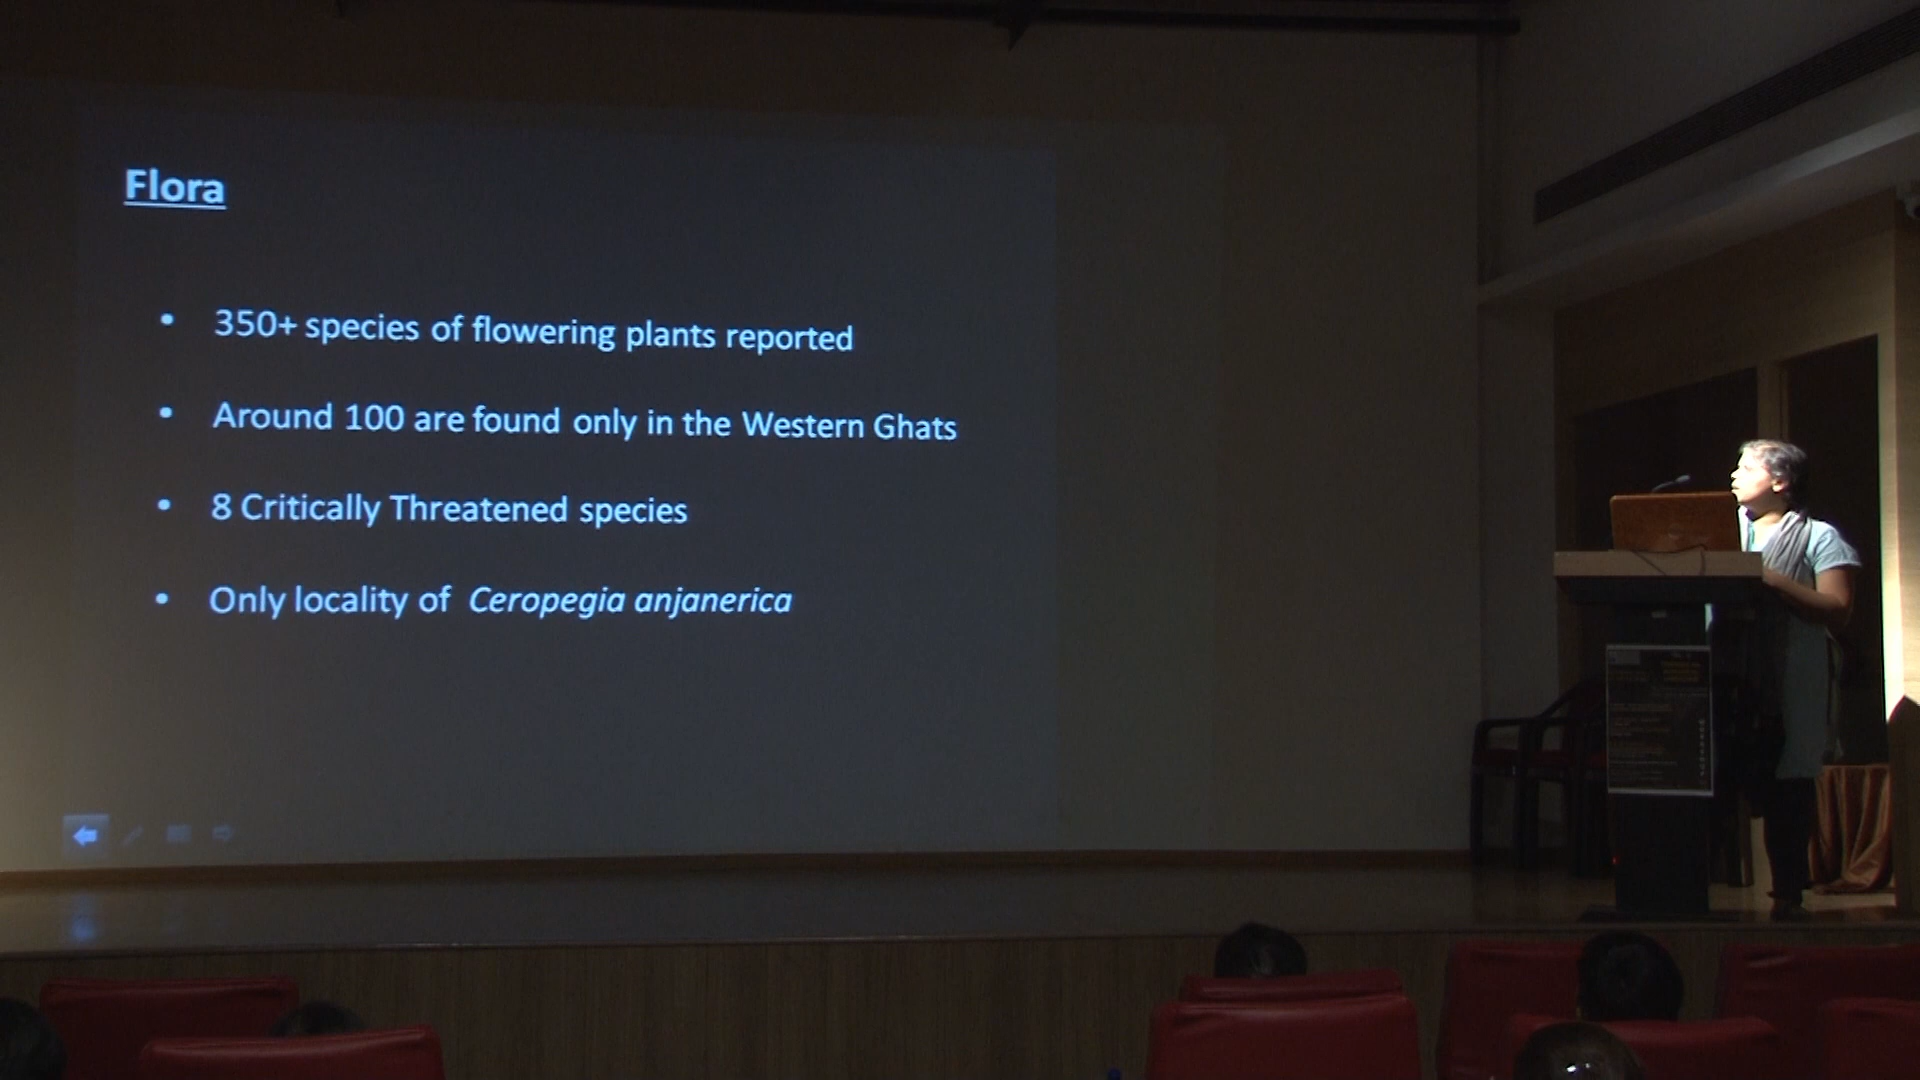 Flora
• 350+ species of flowering plants reported
• Around 100 are found only in the Western Ghats
• 8 Critically Threatened species
• Only locality of Ceropegia anjanerica